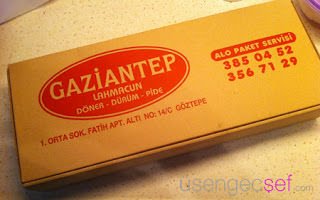 GAZİANTEP
LAHMACUN
DÖNER - DÜRÜM - PİDE
ALO PAKET SERVİSİ
385 04 52
356 71 29
1. ORTA SOK. FATİH APT. ALTI NO: 14/C GÖZTEPE
usengecsef.com